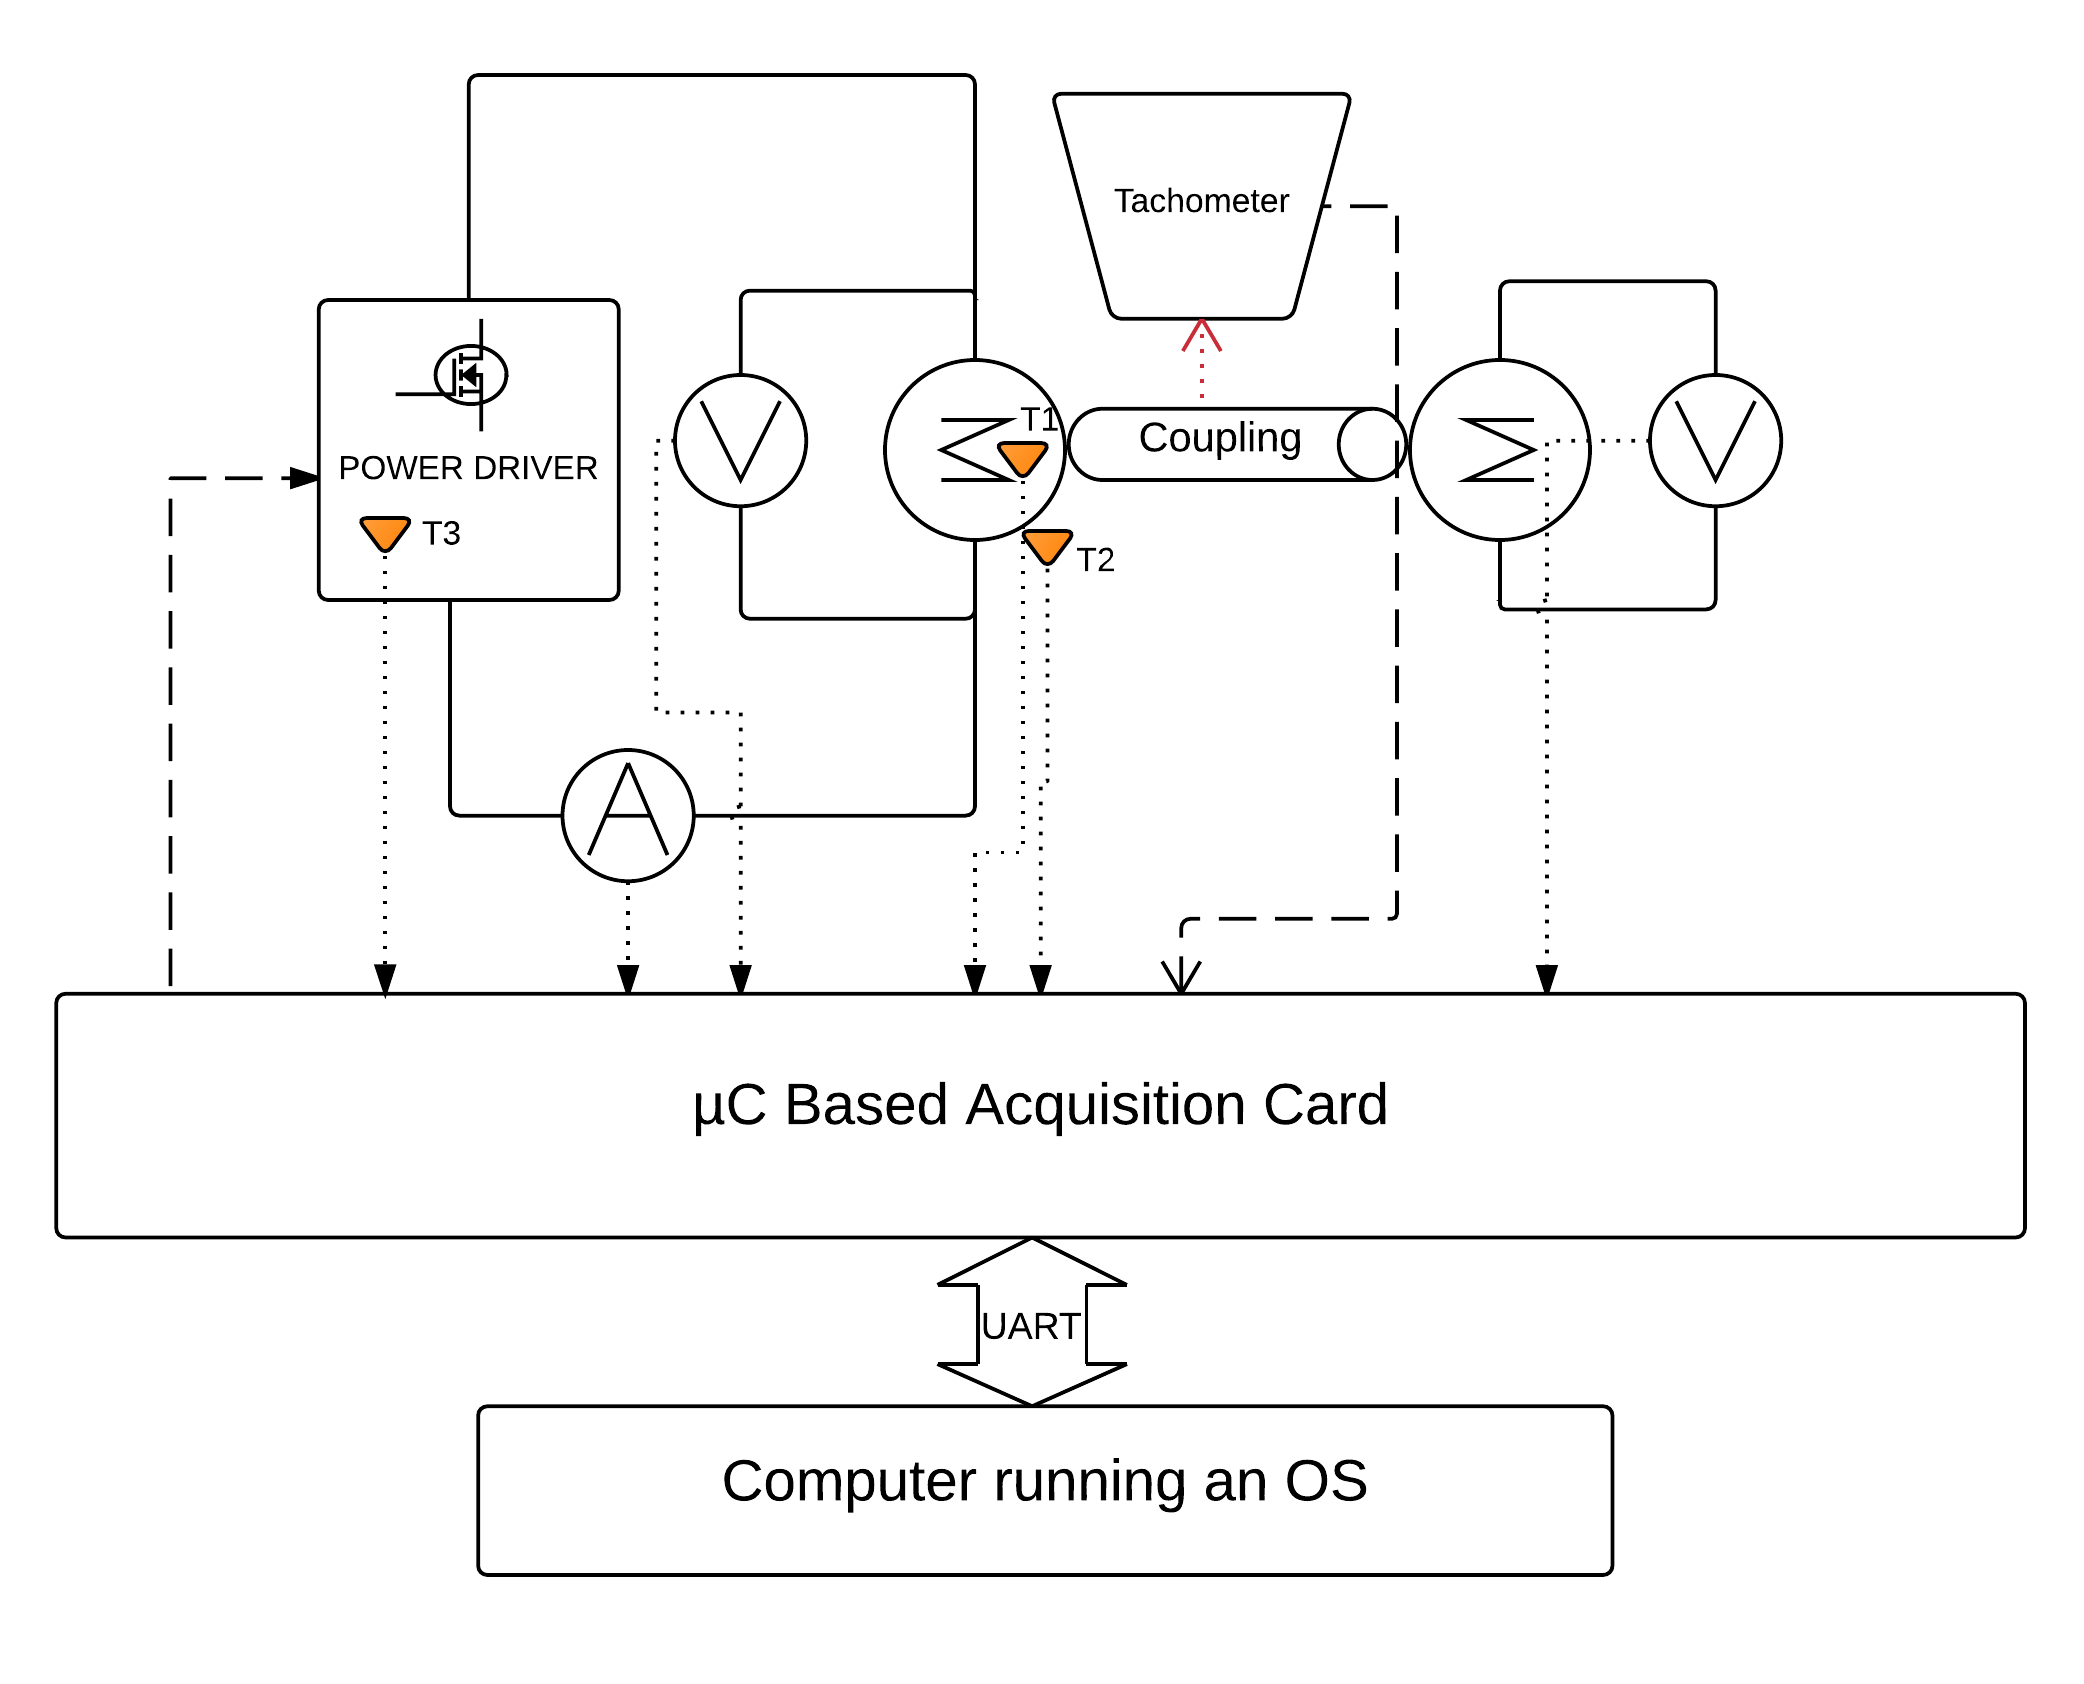 Tachometer
T1
Coupling
V
V
POWER DRIVER
T3
T2
A
µC Based Acquisition Card
UART
Computer running an OS